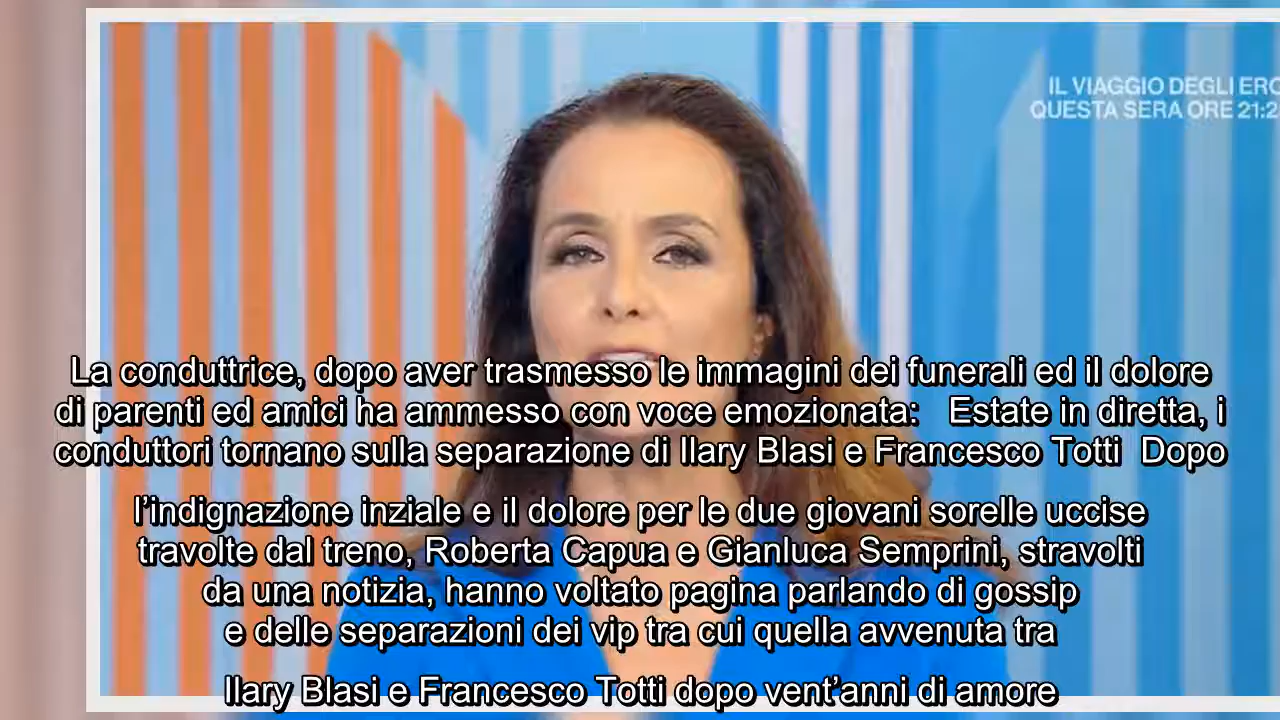 IL VIAGGIO DEGLI ERO
QUESTA SERA ORE 21:2
La conduttrice, dopo aver trasmesso le immagini dei funerali ed il dolore
di parenti ed amici ha ammesso con voce emozionata: Estate in diretta, i
conduttori tornano sulla separazione di Ilary Blasi e Francesco Totti Dopo
l’indignazione inziale e il dolore per le due giovani sorelle uccise
travolte dal treno, Roberta Capua e Gianluca Semprini, stravolti
da una notizia, hanno voltato pagina parlando di gossip
e delle separazioni dei vip tra cui quella avvenuta tra
Ilary Blasi e Francesco Totti dopo vent’anni di amore